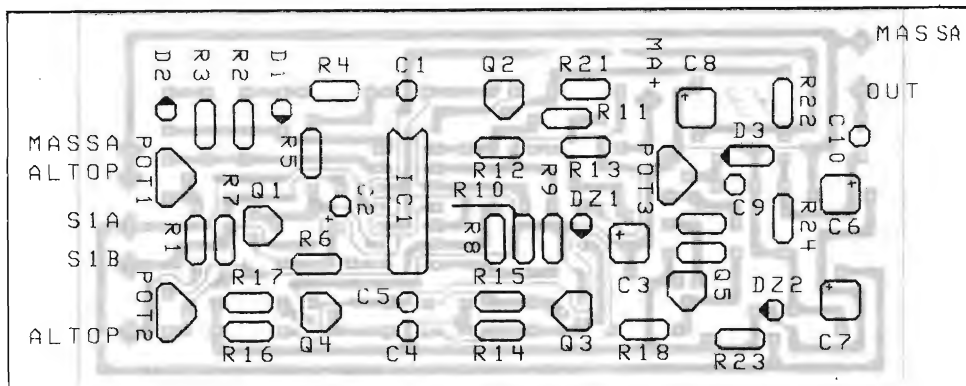 MASSA
D2
R3
R2
D1
R4
C1
Q2
R21
MA+
C8
R22
OUT
R11
C10
MASSA
ALTOP
POT1
R5
R7
Q1
C2
IC1
R12
R13
D3
R10
R9
DZ1
POT3
C9
R24
C6
S1A
R1
R6
R8
S1B
R17
R15
C3
Q5
DZ2
POT2
C5
ALTOP
R16
Q4
C4
R14
Q3
R18
R23
C7